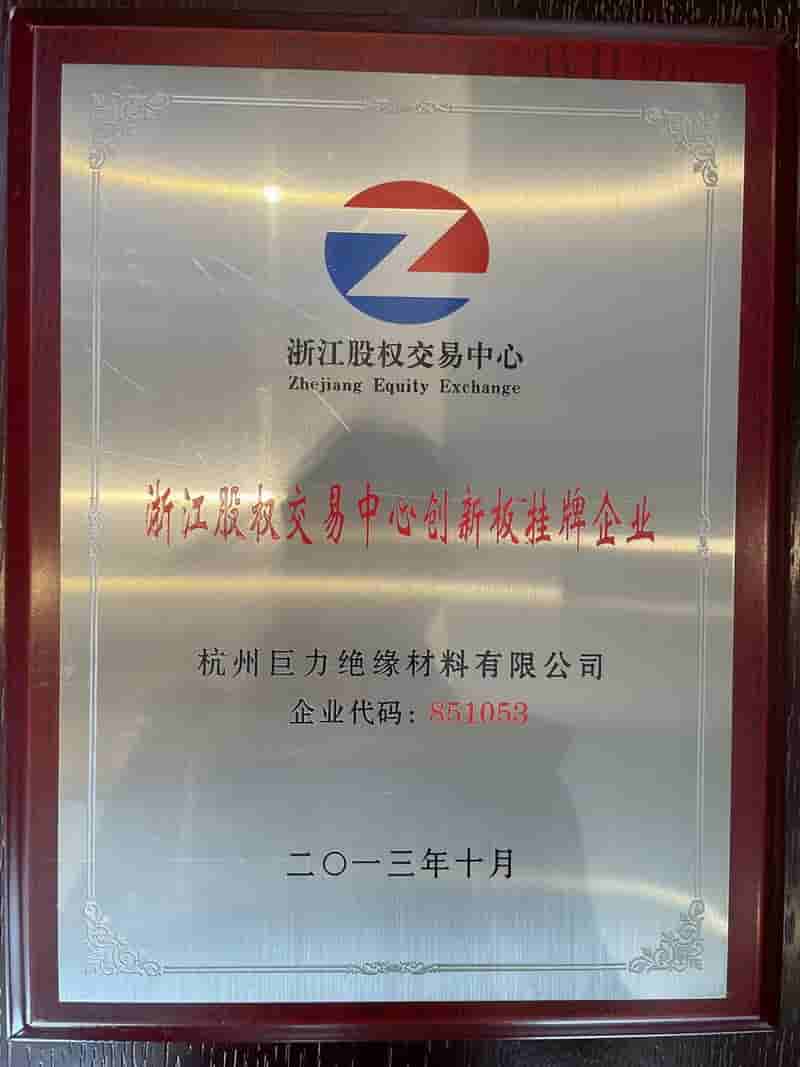 浙江股权交易中心
Zhejiang Equity Exchange
浙江股权交易中心创新板挂牌企业
杭州巨力绝缘材料有限公司
企业代码：851053
二〇一三年十月